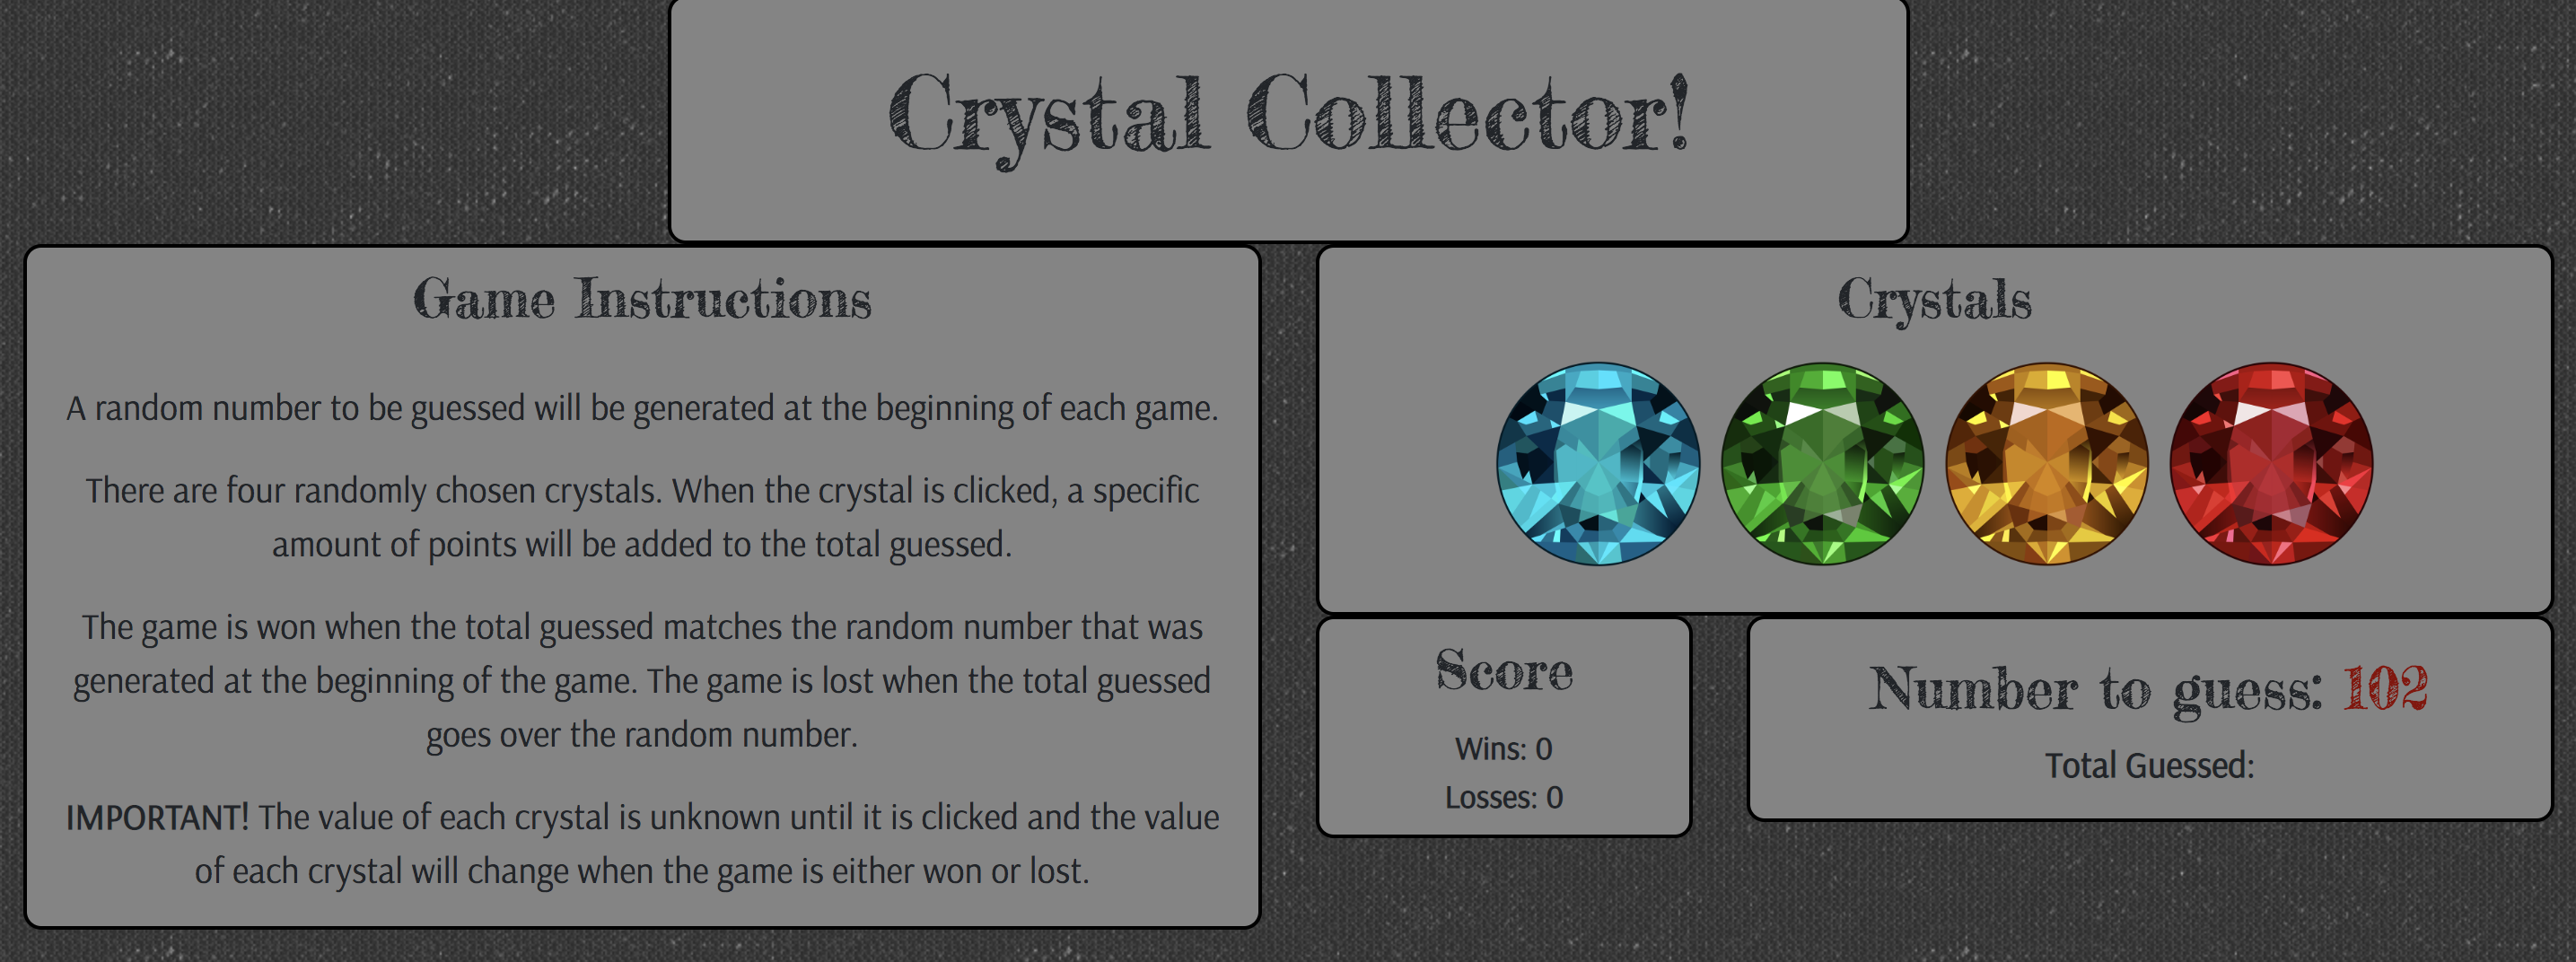 Crystal Collector!
Game Instructions
A random number to be guessed will be generated at the beginning of each game.
There are four randomly chosen crystals. When the crystal is clicked, a specific
amount of points will be added to the total guessed.
The game is won when the total guessed matches the random number that was
generated at the beginning of the game. The game is lost when the total guessed
goes over the random number.
IMPORTANT! The value of each crystal is unknown until it is clicked and the value
of each crystal will change when the game is either won or lost.
Crystals
Score
Wins: 0
Losses: 0
Number to guess: 102
Total Guessed: